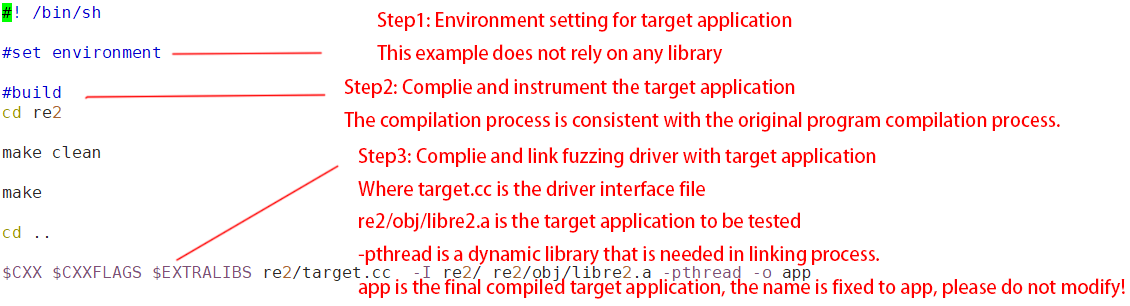 #! /bin/sh
Step1: Environment setting for target application
#set environment
This example does not rely on any library
#build
Step2: Complie and instrument the target application
cd re2
The compilation process is consistent with the original program compilation process.
make clean
Step3: Complie and link fuzzing driver with target application
make
Where target.cc is the driver interface file
re2/obj/libre2.a is the target application to be tested
cd ..
-pthread is a dynamic library that is needed in linking process.
$CXX $CXXFLAGS $EXTRALIBS re2/target.cc  -I re2/ re2/obj/libre2.a -pthread -o app
app is the final compiled target application, the name is fixed to app, please do not modify!